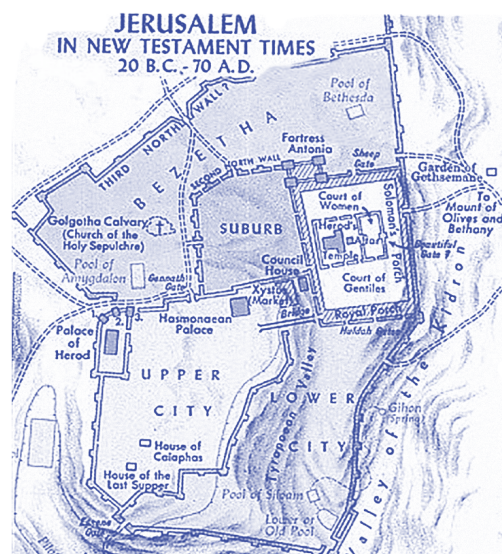 JERUSALEM
IN NEW TESTAMENT TIMES
20 B.C.-70 A.D.
THIRD NORTH WALL?
BEZETHA
Pool of
Bethesda
Fortress
Antonia
SECOND NORTH WALL
Sheep
Gate
Garden of
Gethsemane
To
Mount of
Olives and
Bethany
Golgotha Calvary
(Church of the
Holy Sepulchre)
SUBURB
Court of
Women
Herod's
Altar
Temple
Solomon's Porch
Beautiful
Gate ?
Pool of
Amygdalon
Gennath
Gate
Council
House
Court of
Gentiles
Xystos
(Market)
Bridge
Royal Porch
Huldah Gates
Hasmonaean
Palace
2.
Palace
of
Herod
UPPER
CITY
LOWER
CITY
Tyropoean Valley
Valley of the Kidron
Gihon
(Spring)
House of
Caiaphas
House of the
Last Supper
Pool of Siloam
Lower or
Old Pool
Gate